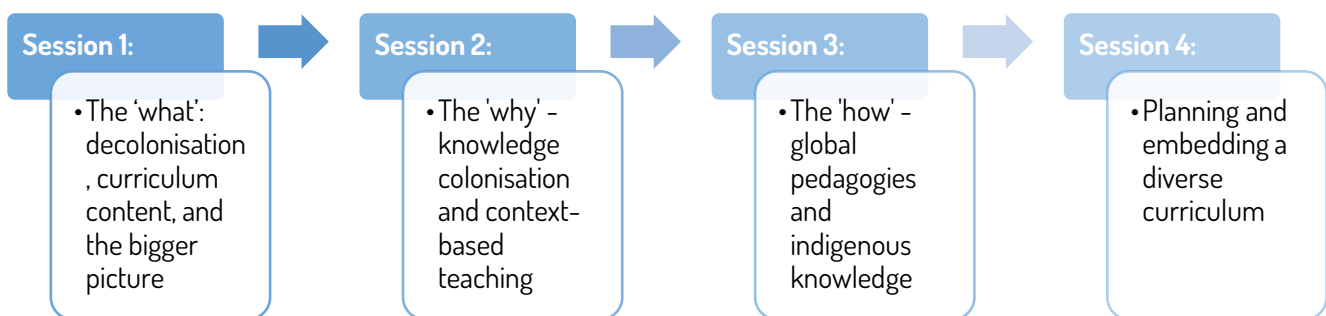 Session 1:
•The ‘what’:
decolonisation
, curriculum
content, and
the bigger
picture
Session 2:
•The 'why' -
knowledge
colonisation
and context-
based
teaching
Session 3:
•The 'how' -
global
pedagogies
and
indigenous
knowledge
Session 4:
•Planning and
embedding a
diverse
curriculum